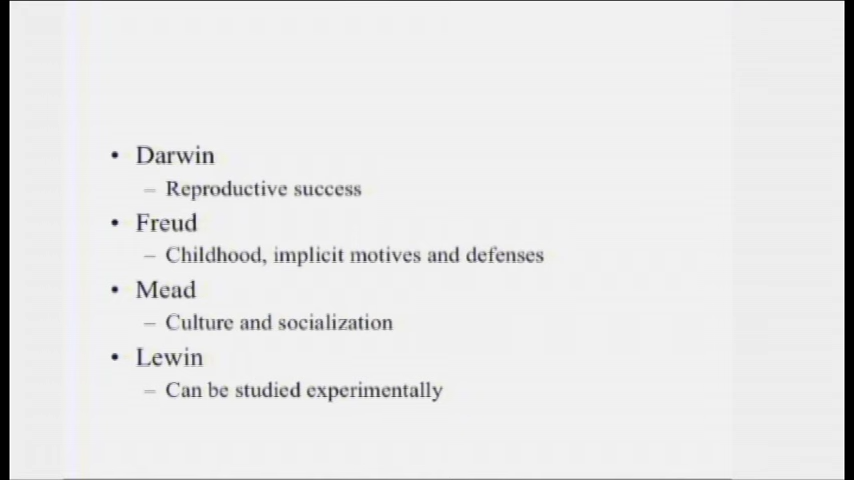 • Darwin
– Reproductive success
• Freud
– Childhood, implicit motives and defenses
• Mead
– Culture and socialization
• Lewin
– Can be studied experimentally